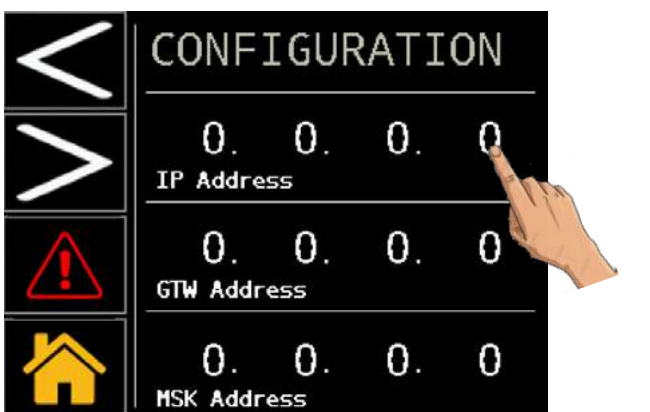 CONFIGURATION
0. 0. 0. 0
IP Address
0. 0. 0. 0
GTW Address
0. 0. 0. 0
MSK Address